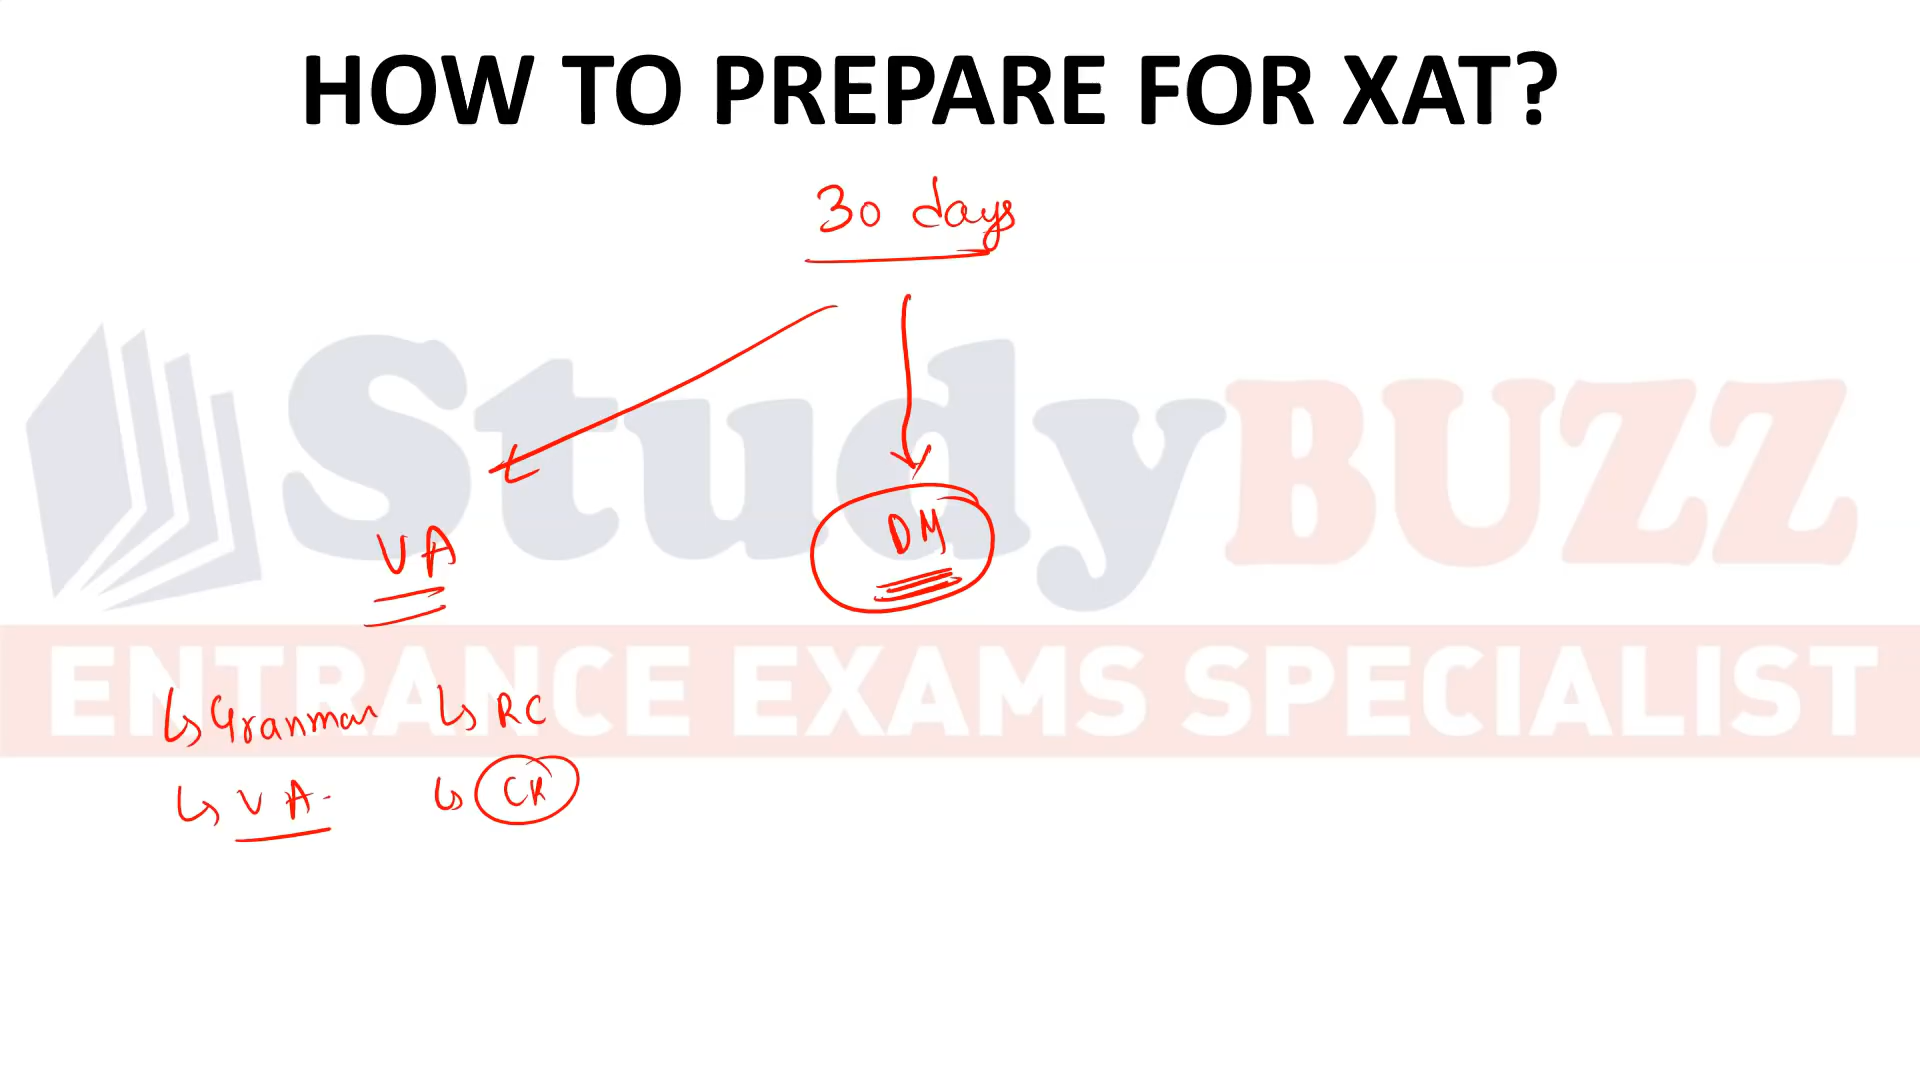 HOW TO PREPARE FOR XAT?
30 days
StudyBUZZ
VA
DM
ENTRANCE EXAMS SPECIALIST
Granmar
RC
VA.
CR